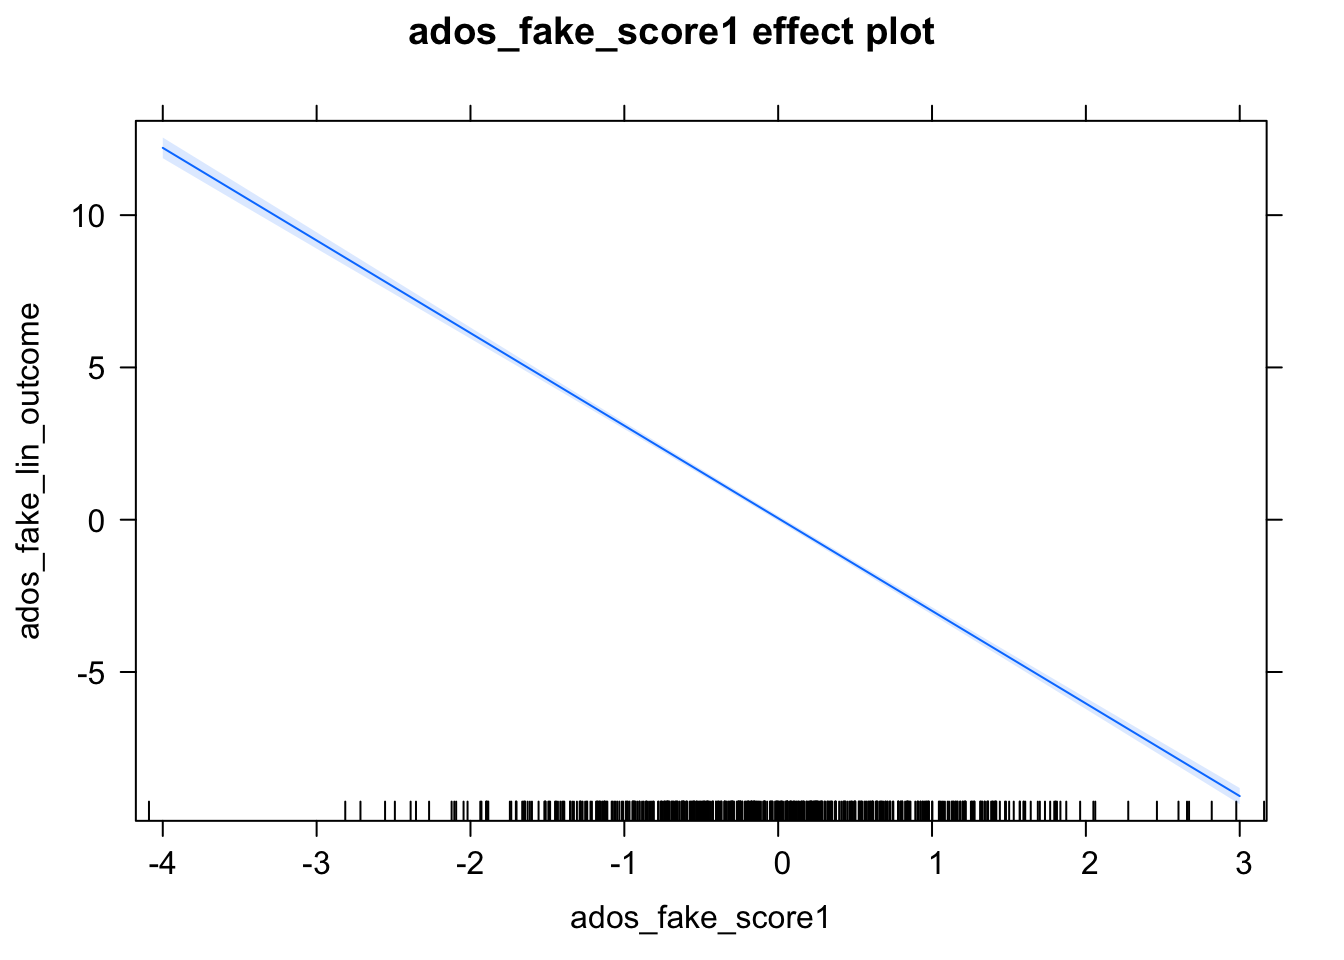 ados_fake_score1 effect plot
10
5
0
-5
ados_fake_lin_outcome
-4 -3 -2 -1 0 1 2 3
ados_fake_score1